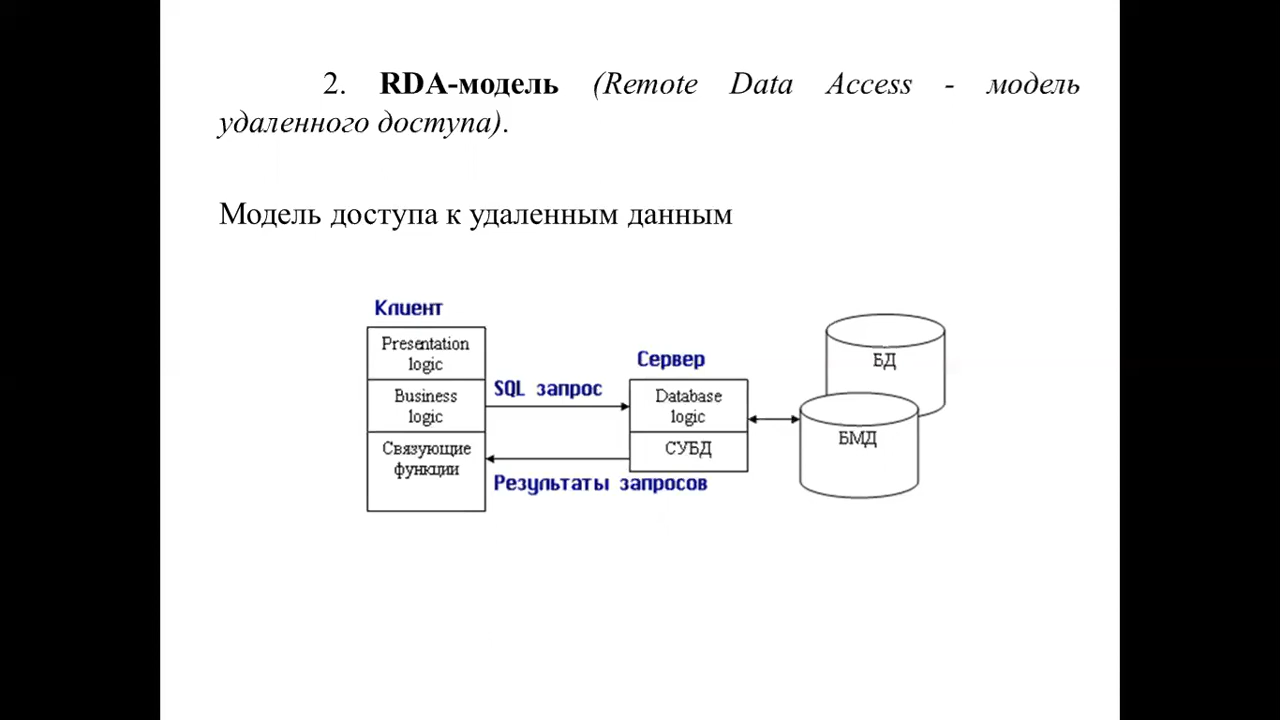 2. RDA-модель (Remote Data Access - модель
удаленного доступа).
Модель доступа к удаленным данным
Клиент
Presentation
logic
Business
logic
Связующие
функции
SQL запрос
Результаты запросов
Сервер
Database
logic
СУБД
БД
БМД